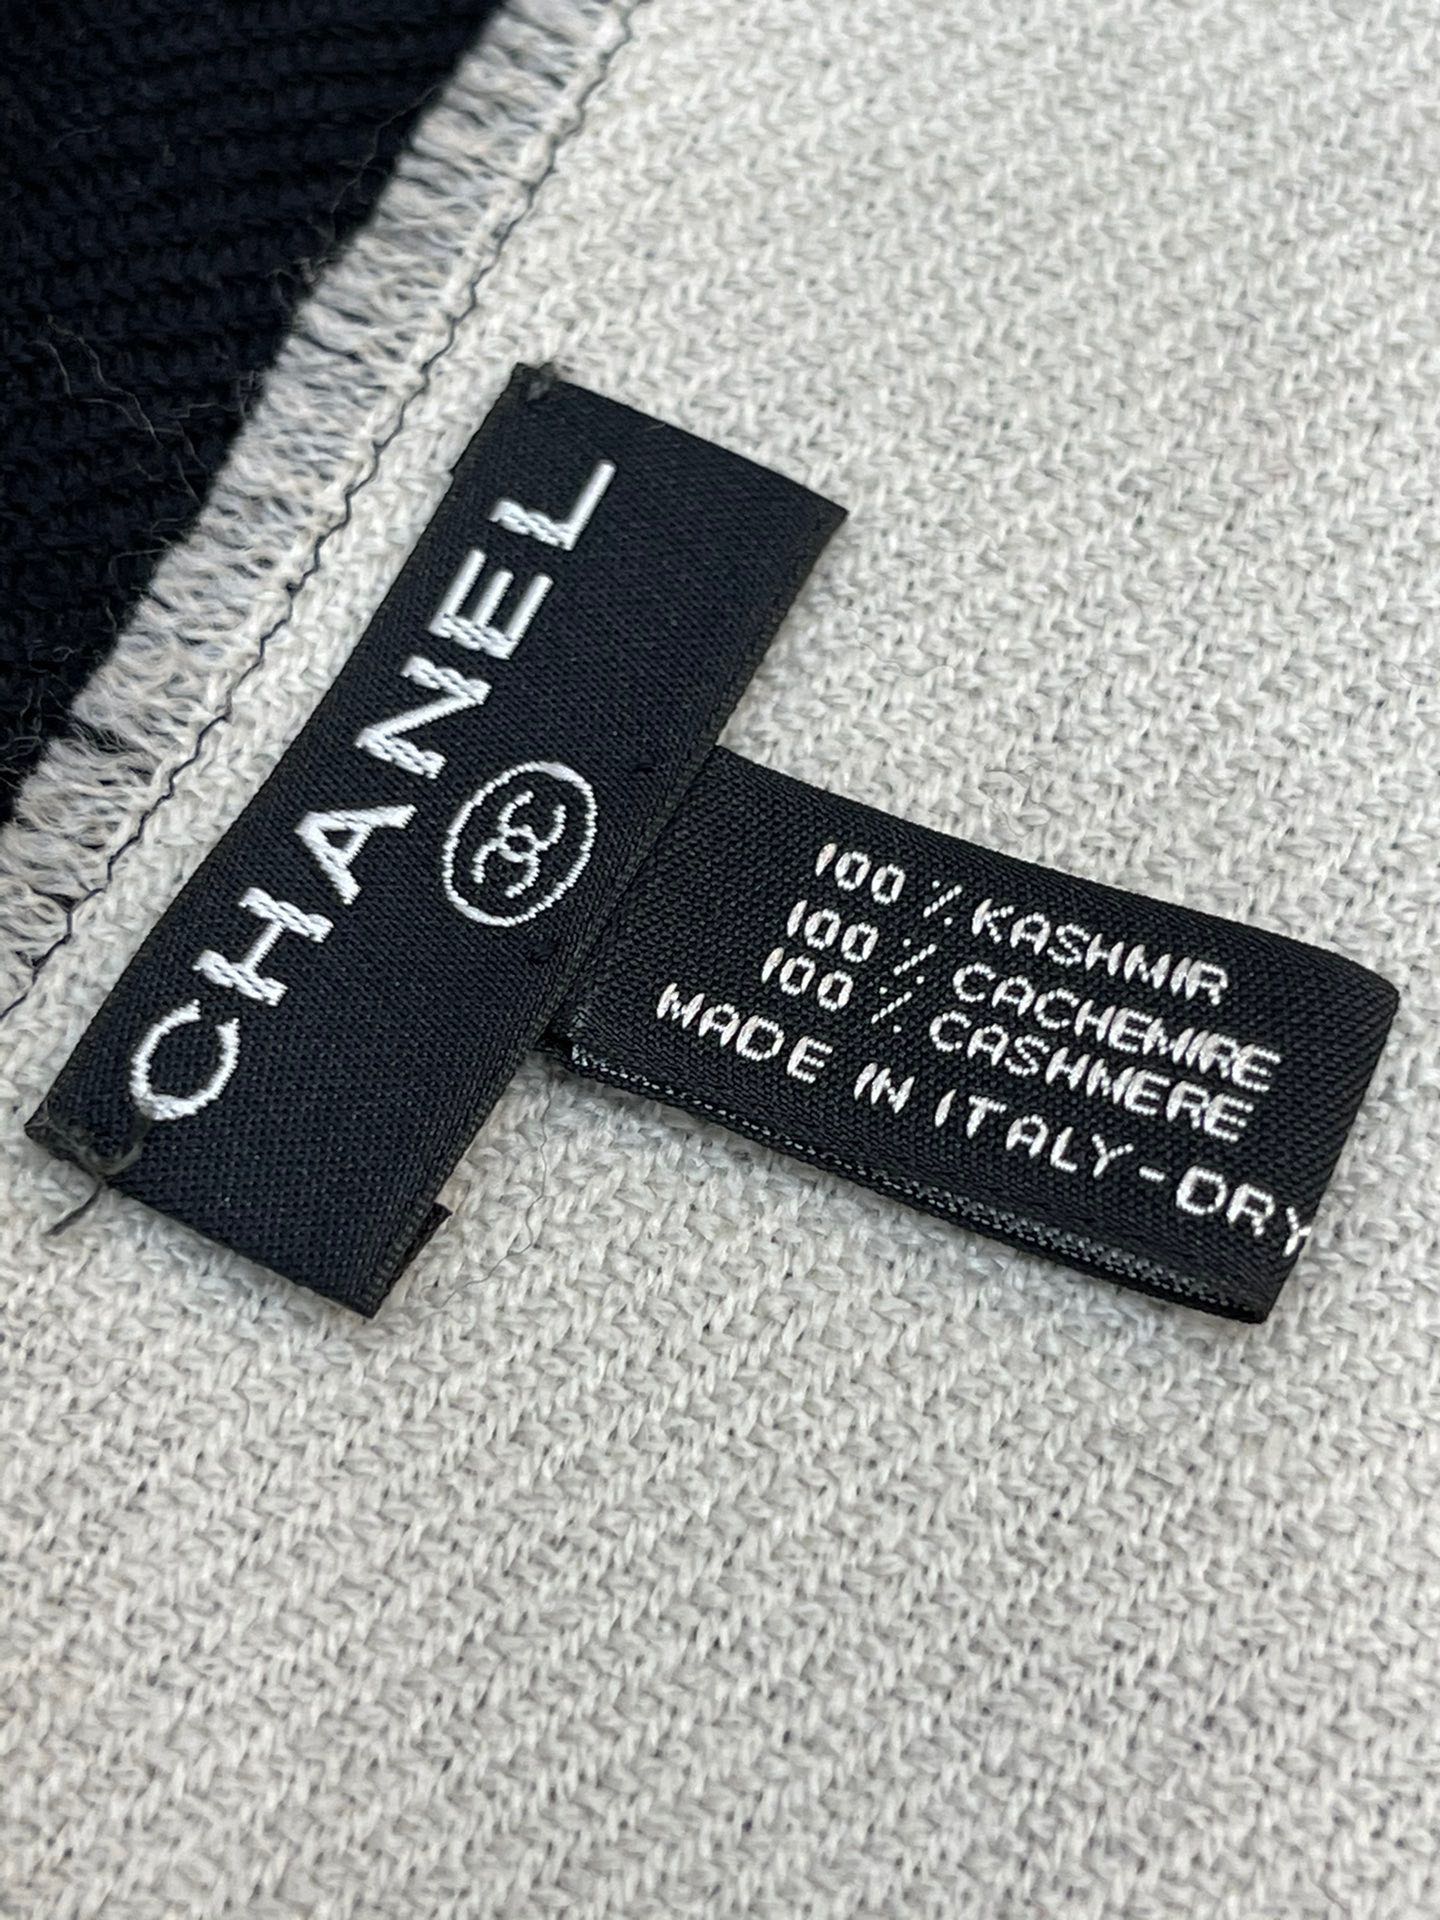 CHANEL
100 % KASHMIR
100 % CACHEMIRE
100 % CASHMERE
MADE IN ITALY-DRY